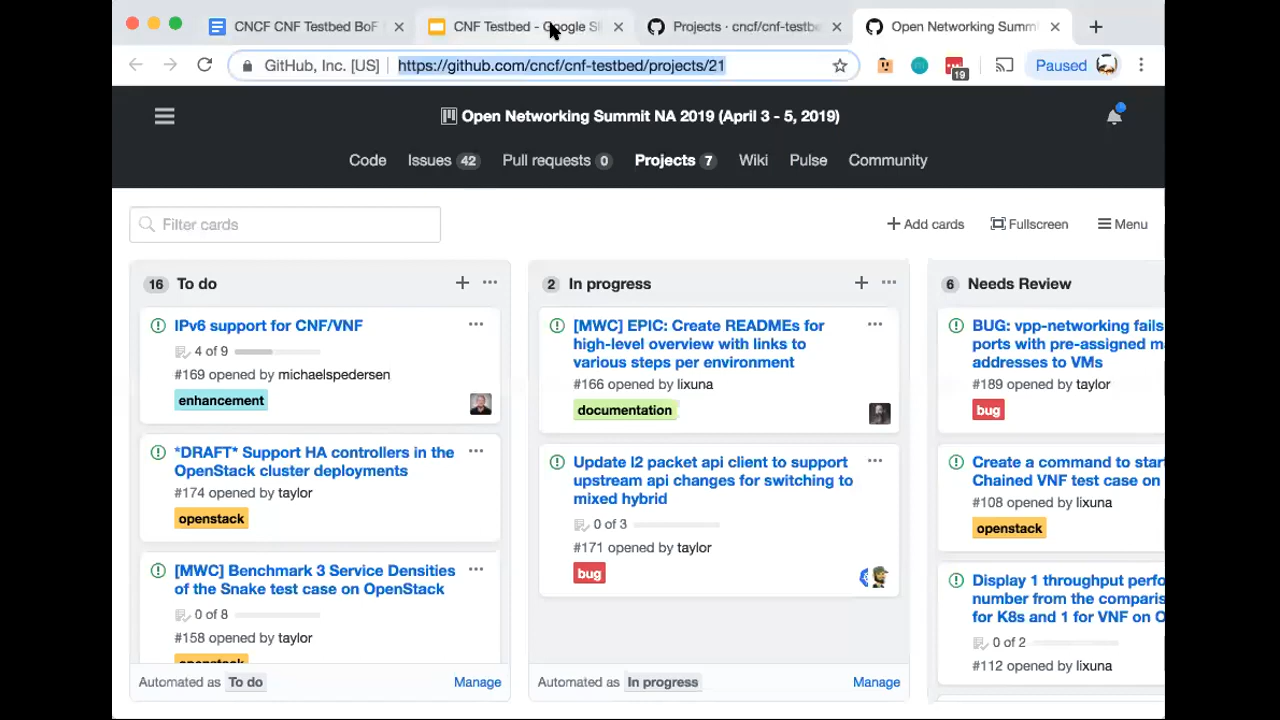 CNCF CNF Testbed BoF
CNF Testbed - Google Sl
Projects · cncf/cnf-testbe
Open Networking Summi
GitHub, Inc. [US]
https://github.com/cncf/cnf-testbed/projects/21
19
Paused
Open Networking Summit NA 2019 (April 3 - 5, 2019)
Code
Issues 42
Pull requests 0
Projects 7
Wiki
Pulse
Community
Filter cards
Add cards
Fullscreen
Menu
16 To do
IPv6 support for CNF/VNF
4 of 9
#169 opened by michaelspedersen
enhancement
*DRAFT* Support HA controllers in the
OpenStack cluster deployments
#174 opened by taylor
openstack
[MWC] Benchmark 3 Service Densities
of the Snake test case on OpenStack
0 of 8
#158 opened by taylor
openstack
Automated as To do
Manage
2 In progress
[MWC] EPIC: Create READMEs for
high-level overview with links to
various steps per environment
#166 opened by lixuna
documentation
Update l2 packet api client to support
upstream api changes for switching to
mixed hybrid
0 of 3
#171 opened by taylor
bug
Automated as In progress
Manage
6 Needs Review
BUG: vpp-networking fails
ports with pre-assigned ma
addresses to VMs
#189 opened by taylor
bug
Create a command to star
Chained VNF test case on
#108 opened by lixuna
openstack
Display 1 throughput perfo
number from the comparis
for K8s and 1 for VNF on O
0 of 2
#112 opened by lixuna